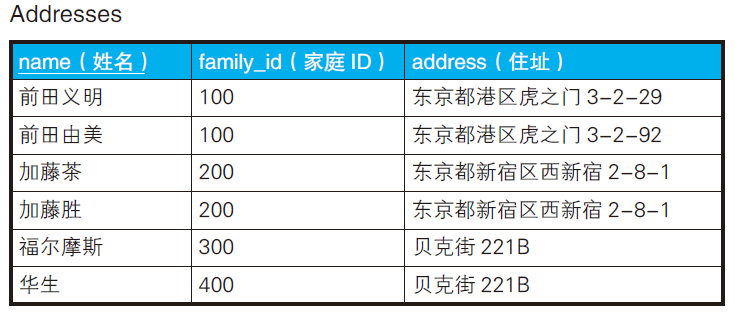 Addresses
name（姓名） family_id（家庭 ID） address（住址）
前田义明 100 东京都港区虎之门 3-2-29
前田由美 100 东京都港区虎之门 3-2-92
加藤茶 200 东京都新宿区西新宿 2-8-1
加藤胜 200 东京都新宿区西新宿 2-8-1
福尔摩斯 300 贝克街 221B
华生 400 贝克街 221B